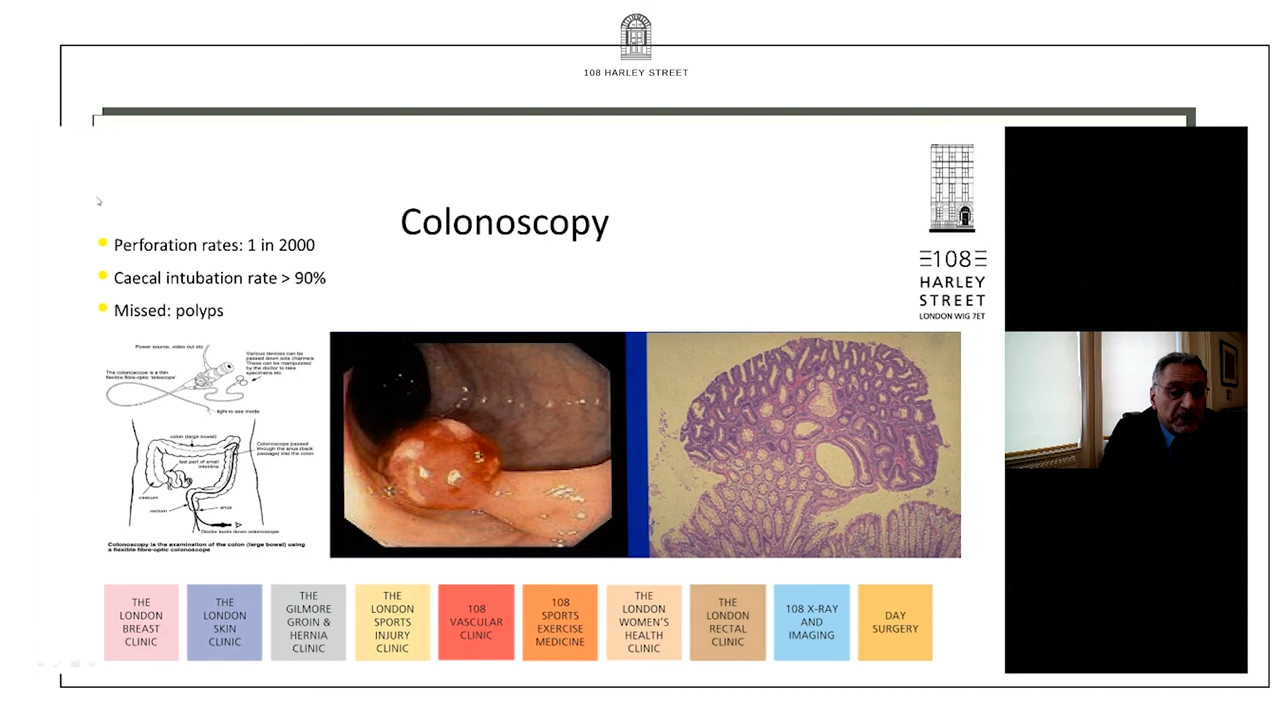 108 HARLEY STREET
Colonoscopy
Perforation rates: 1 in 2000
Caecal intubation rate > 90%
Missed: polyps
108
HARLEY
STREET
LONDON W1G 7ET
Power source, video out etc
Various devices can be
passed down side channels.
These can be manipulated
by the doctor to take
specimens etc
The colonoscope is a thin
flexible fibre-optic 'telescope'
light to see inside
colon (large bowel)
Colonoscope passed
through the anus (back
passage) into the colon
last part of small
intestine
caecum
rectum
anus
Doctor looks down colonoscope
Colonoscopy is the examination of the colon (large bowel) using
a flexible fibre-optic colonoscope
THE
LONDON
BREAST
CLINIC
THE
LONDON
SKIN
CLINIC
THE
GILMORE
GROIN &
HERNIA
CLINIC
THE
LONDON
SPORTS
INJURY
CLINIC
108
VASCULAR
CLINIC
108
SPORTS
EXERCISE
MEDICINE
THE
LONDON
WOMEN'S
HEALTH
CLINIC
THE
LONDON
RECTAL
CLINIC
108 X-RAY
AND
IMAGING
DAY
SURGERY